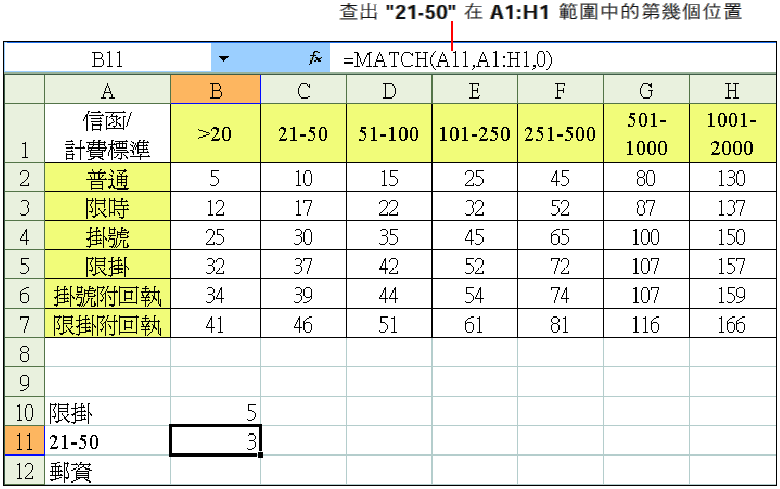 查出 "21-50" 在 A1:H1 範圍中的第幾個位置
B11 fx =MATCH(A11,A1:H1,0)
A B C D E F G H
1 信函/計費標準 >20 21-50 51-100 101-250 251-500 501-1000 1001-2000
2 普通 5 10 15 25 45 80 130
3 限時 12 17 22 32 52 87 137
4 掛號 25 30 35 45 65 100 150
5 限掛 32 37 42 52 72 107 157
6 掛號附回執 34 39 44 54 74 107 159
7 限掛附回執 41 46 51 61 81 116 166
8
9
10 限掛 5
11 21-50 3
12 郵資